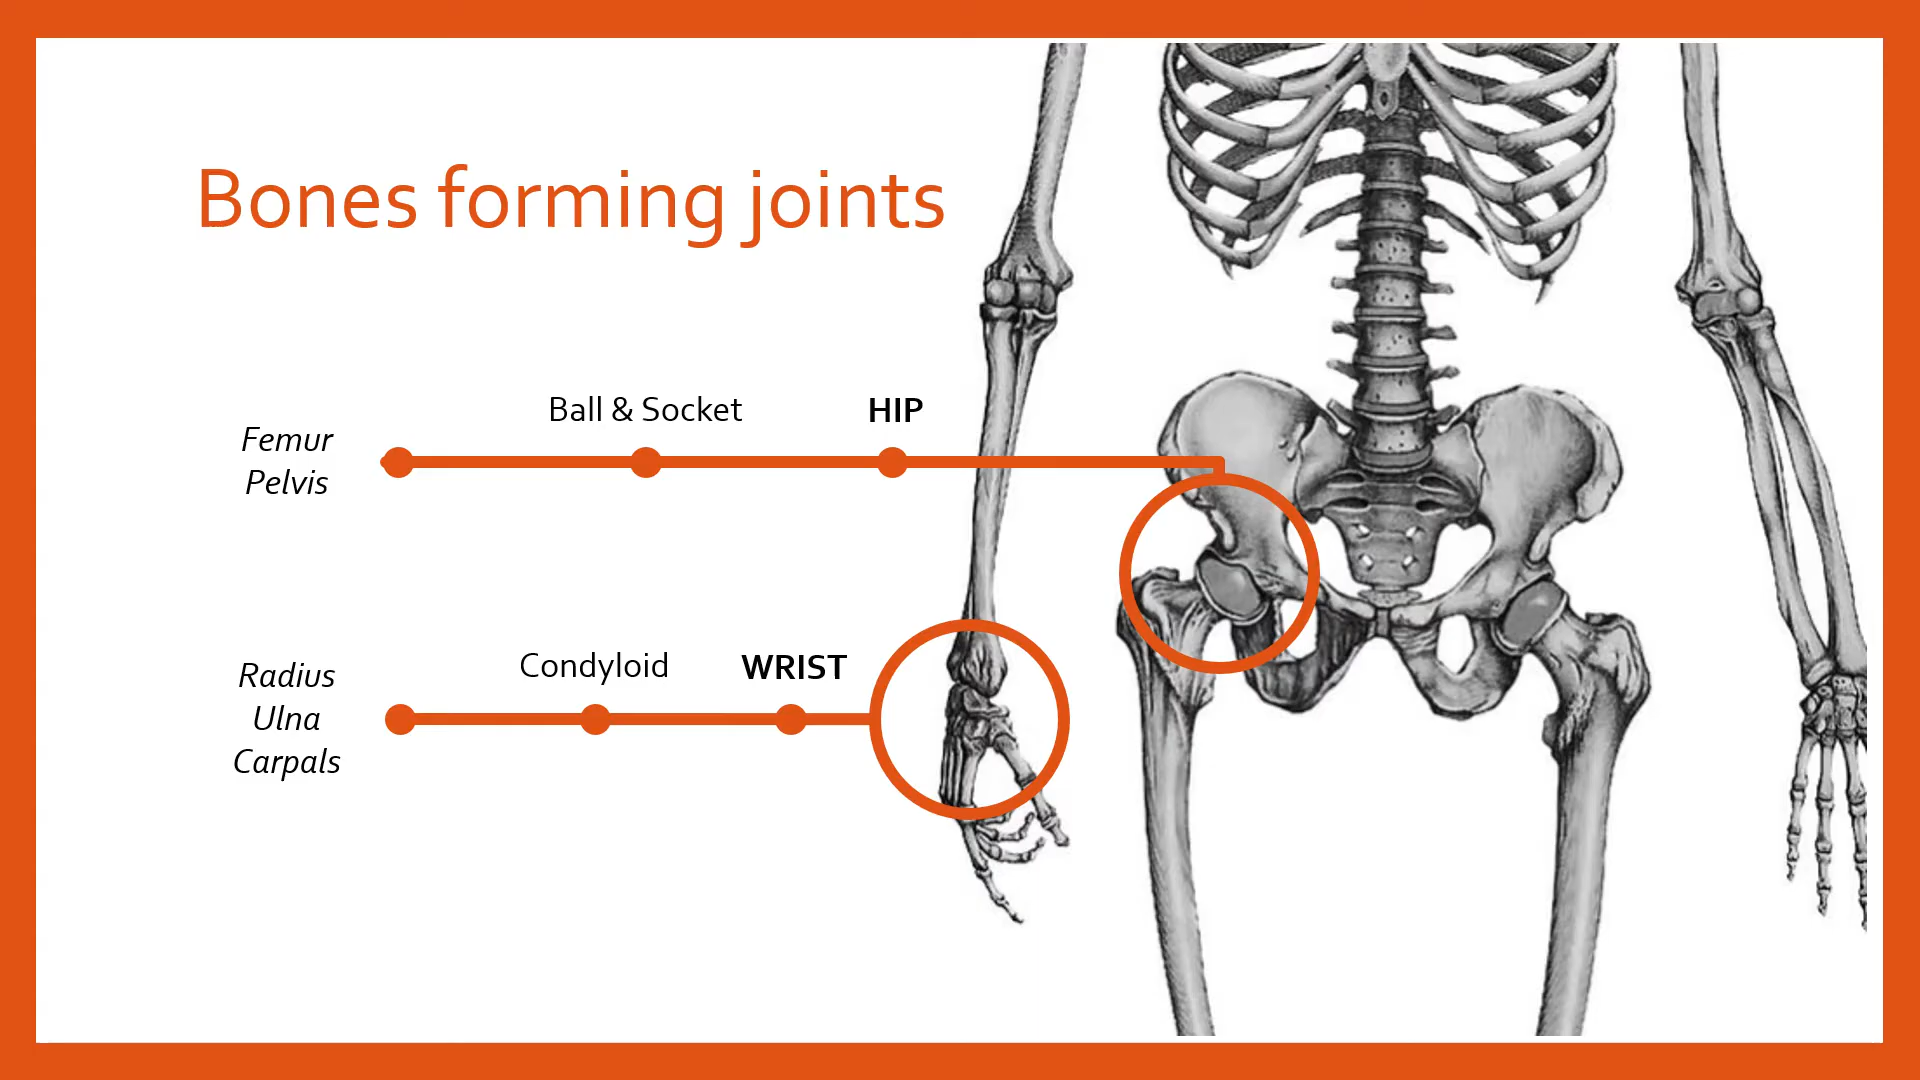 Bones forming joints
Femur
Pelvis
Ball & Socket
HIP
Radius
Ulna
Carpals
Condyloid
WRIST